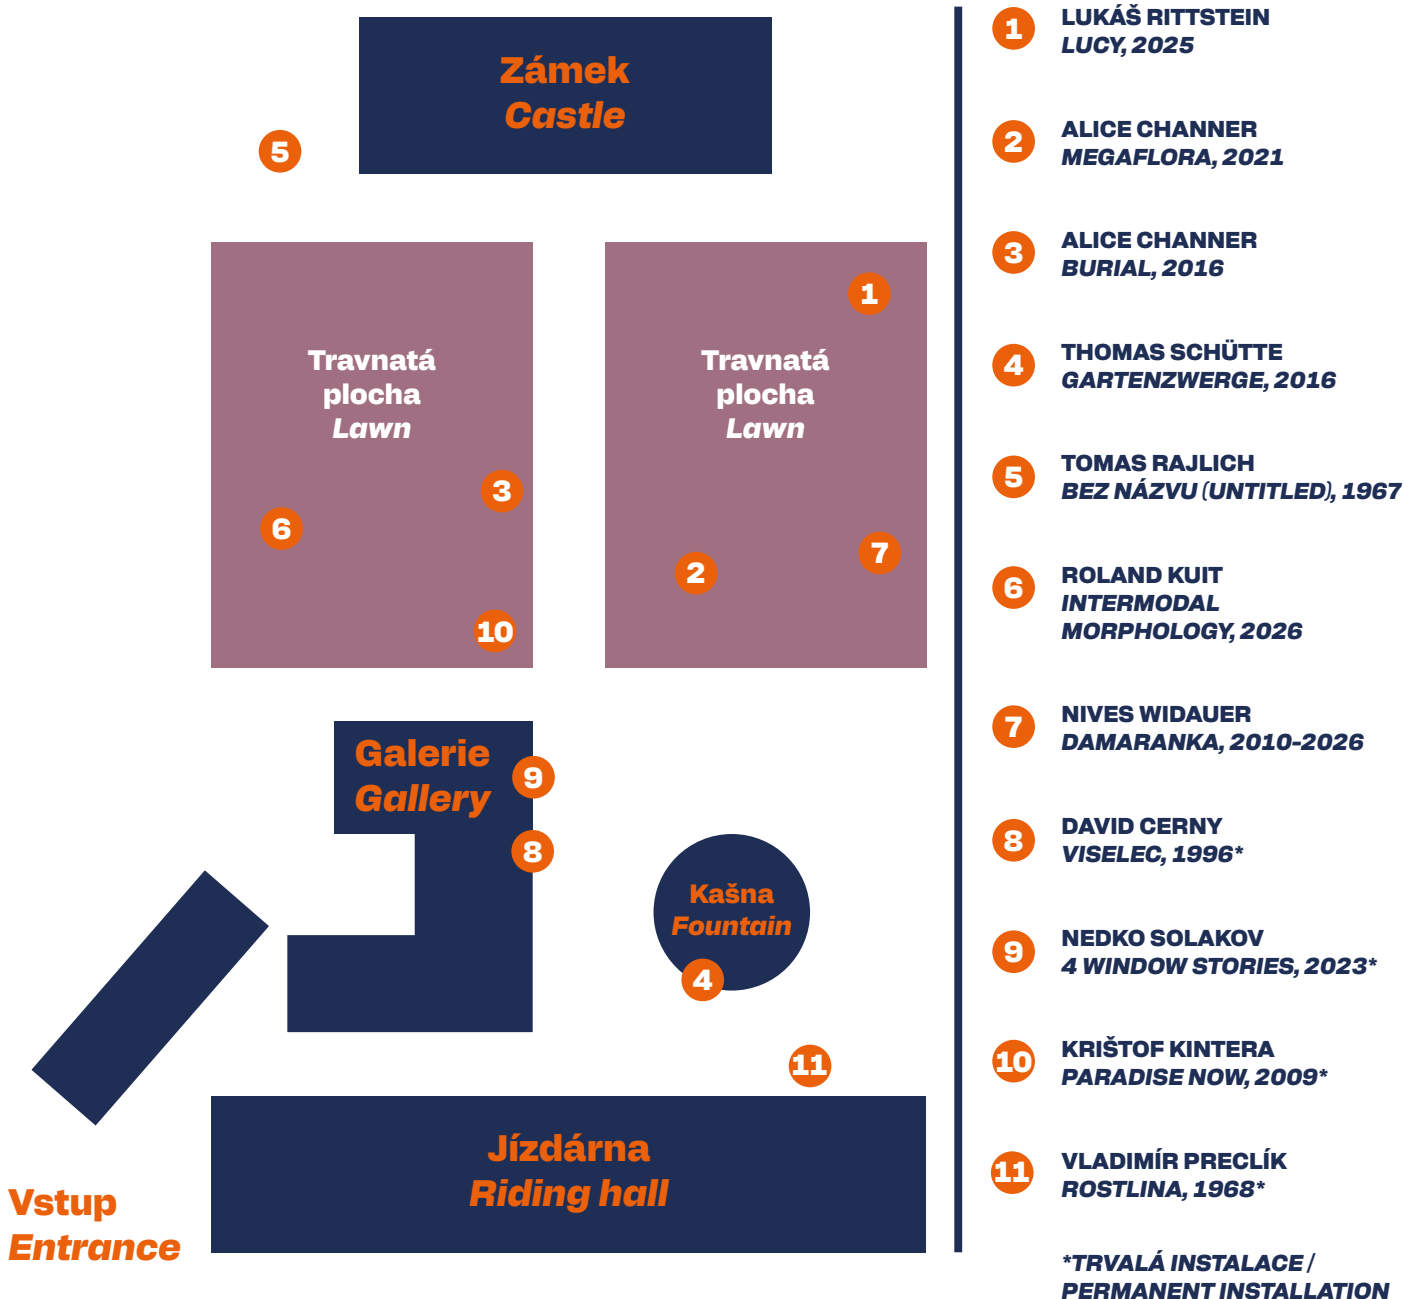 Zámek
Castle
5
Travnatá
plocha
Lawn
3
6
10
1
Travnatá
plocha
Lawn
7
2
Galerie
Gallery
9
8
Kašna
Fountain
4
11
Jízdárna
Riding hall
Vstup
Entrance
1
LUKÁŠ RITTSTEIN
LUCY, 2025
2
ALICE CHANNER
MEGAFLORA, 2021
3
ALICE CHANNER
BURIAL, 2016
4
THOMAS SCHÜTTE
GARTENZWERGE, 2016
5
TOMAS RAJLICH
BEZ NÁZVU (UNTITLED), 1967
6
ROLAND KUIT
INTERMODAL
MORPHOLOGY, 2026
7
NIVES WIDAUER
DAMARANKA, 2010-2026
8
DAVID CERNY
VISELEC, 1996*
9
NEDKO SOLAKOV
4 WINDOW STORIES, 2023*
10
KRIŠTOF KINTERA
PARADISE NOW, 2009*
11
VLADIMÍR PRECLÍK
ROSTLINA, 1968*
*TRVALÁ INSTALACE /
PERMANENT INSTALLATION